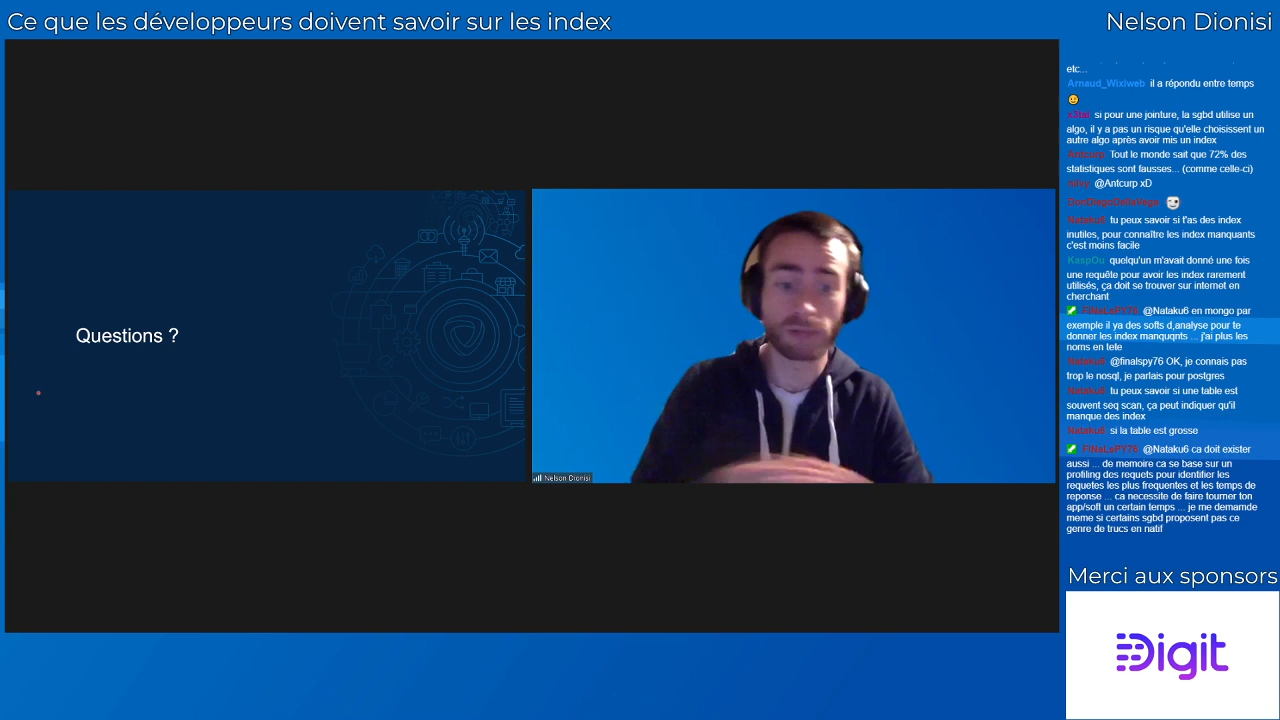 Ce que les développeurs doivent savoir sur les index
Nelson Dionisi
Questions ?
Nelson Dionisi
etc...
Arnaud_Wixiweb il a répondu entre temps
si pour une jointure, la sgbd utilise un
algo, il y a pas un risque qu'elle choisissent un
autre algo après avoir mis un index
Antcurp Tout le monde sait que 72% des
statistiques sont fausses... (comme celle-ci)
@Antcurp xD
DonDiegoDellaVega
Nataku6 tu peux savoir si t'as des index
inutiles, pour connaître les index manquants
c'est moins facile
KaspOu quelqu'un m'avait donné une fois
une requête pour avoir les index rarement
utilisés, ça doit se trouver sur internet en
cherchant
FiNaLsPY76 @Nataku6 en mongo par
exemple il ya des softs d,analyse pour te
donner les index manquqnts ... j'ai plus les
noms en tete
Nataku6 @finalspy76 OK, je connais pas
trop le nosql, je parlais pour postgres
Nataku6 tu peux savoir si une table est
souvent seq scan, ça peut indiquer qu'il
manque des index
Nataku6 si la table est grosse
FiNaLsPY76 @Nataku6 ca doit exister
aussi ... de memoire ca se base sur un
profiling des requets pour identifier les
requetes les plus frequentes et les temps de
reponse ... ca necessite de faire tourner ton
app/soft un certain temps ... je me demamde
meme si certains sgbd proposent pas ce
genre de trucs en natif
Merci aux sponsors
Digit